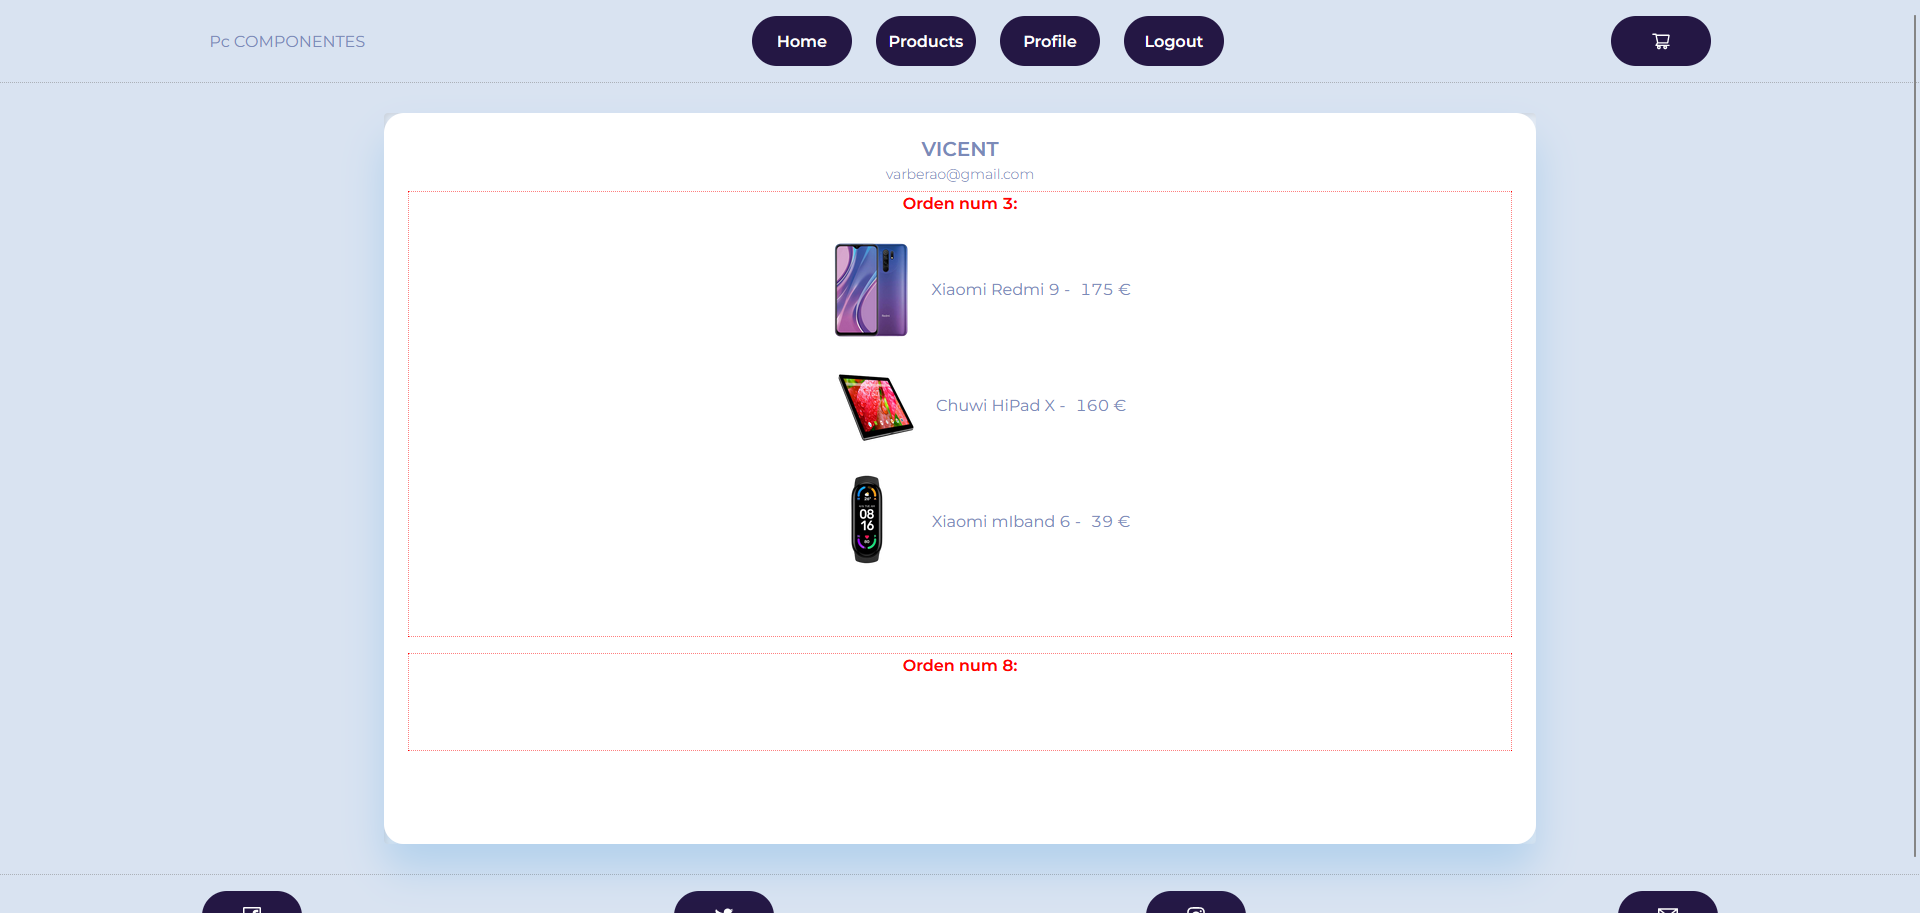 Pc COMPONENTES
Home
Products
Profile
Logout
VICENT
varberao@gmail.com
Orden num 3:
Xiaomi Redmi 9 - 175 €
Chuwi HiPad X - 160 €
08
16
Xiaomi mIband 6 - 39 €
Orden num 8: